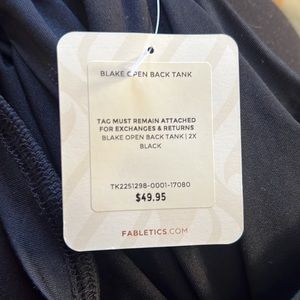 BLAKE OPEN BACK TANK
TAG MUST REMAIN ATTACHED
FOR EXCHANGES & RETURNS
BLAKE OPEN BACK TANK | 2X
BLACK
TK2251298-0001-17080
$49.95
FABLETICS.COM